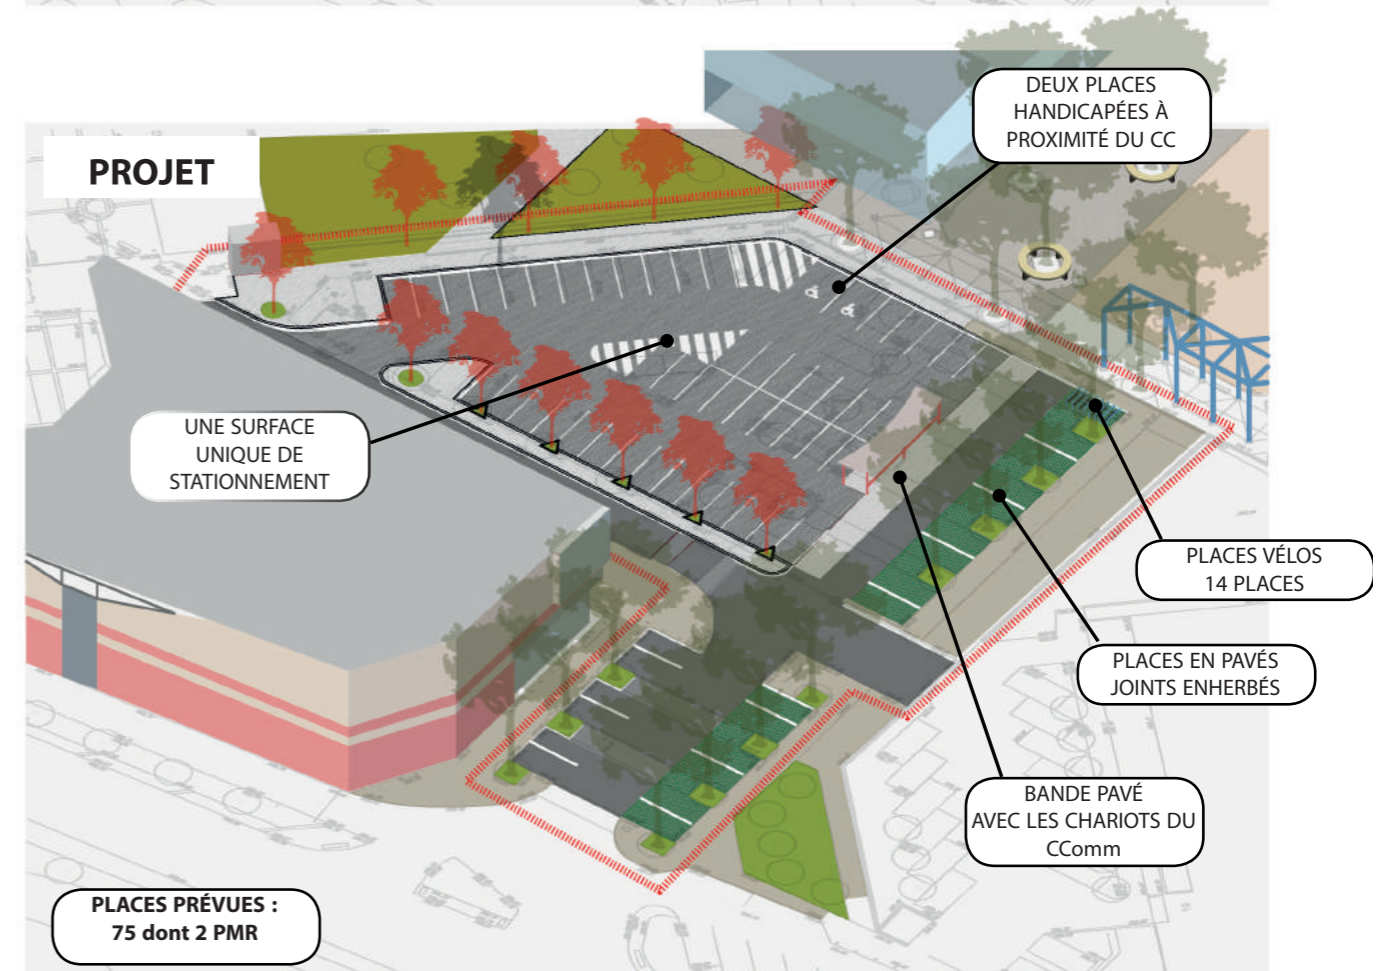 PROJET
DEUX PLACES
HANDICAPÉES À
PROXIMITÉ DU CC
UNE SURFACE
UNIQUE DE
STATIONNEMENT
PLACES VÉLOS
14 PLACES
PLACES EN PAVÉS
JOINTS ENHERBÉS
BANDE PAVÉ
AVEC LES CHARIOTS DU
CComm
PLACES PRÉVUES :
75 dont 2 PMR